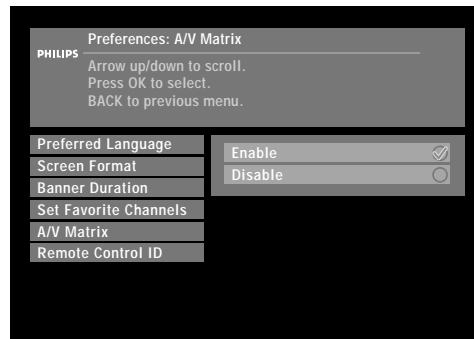 Preferences: A/V Matrix
PHILIPS
Arrow up/down to scroll.
Press OK to select.
BACK to previous menu.
Preferred Language
Screen Format
Banner Duration
Set Favorite Channels
A/V Matrix
Remote Control ID
Enable
Disable